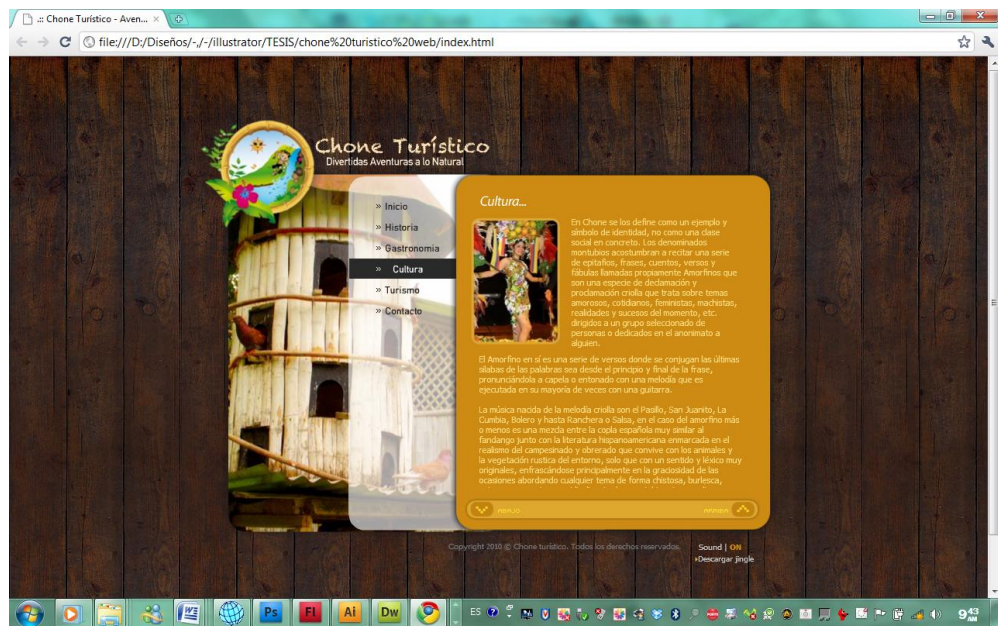 .:: Chone Turístico - Aven...
file:///D:/Diseños/-,/-/illustrator/TESIS/chone%20turistico%20web/index.html
Chone Turístico
Divertidas Aventuras a lo Natural
» Inicio
» Historia
» Gastronomia
» Cultura
» Turismo
» Contacto
Cultura...
En Chone se los define como un ejemplo y
símbolo de identidad, no como una clase
social en concreto. Los denominados
montubios acostumbran a recitar una serie
de epitafios, frases, cuentos, versos y
fábulas llamadas propiamente Amorfinos que
son una especie de declamación y
proclamación criolla que trata sobre temas
amorosos, cotidianos, feministas, machistas,
realidades y sucesos del momento, etc.
dirigidos a un grupo seleccionado de
personas o dedicados en el anonimato a
alguien.
El Amorfino en sí es una serie de versos donde se conjugan las últimas
silabas de las palabras sea desde el principio y final de la frase,
pronunciándola a capela o entonado con una melodía que es
ejecutada en su mayoría de veces con una guitarra.
La música nacida de la melodía criolla son el Pasillo, San Juanito, La
Cumbia, Bolero y hasta Ranchera o Salsa, en el caso del amorfino más
o menos es una mezcla entre la copla española muy similar al
fandango junto con la literatura hispanoamericana enmarcada en el
realismo del campesinado y obrerado que convive con los animales y
la vegetación rustica del entorno, solo que con un sentido y léxico muy
originales, enfrascándose principalmente en la graciosidad de las
ocasiones abordando cualquier tema de forma chistosa, burlesca,
Copyright 2010 © Chone turístico. Todos los derechos reservados.
Sound | ON
Descargar jingle
Ps Fl Ai Dw ES 9:43 AM